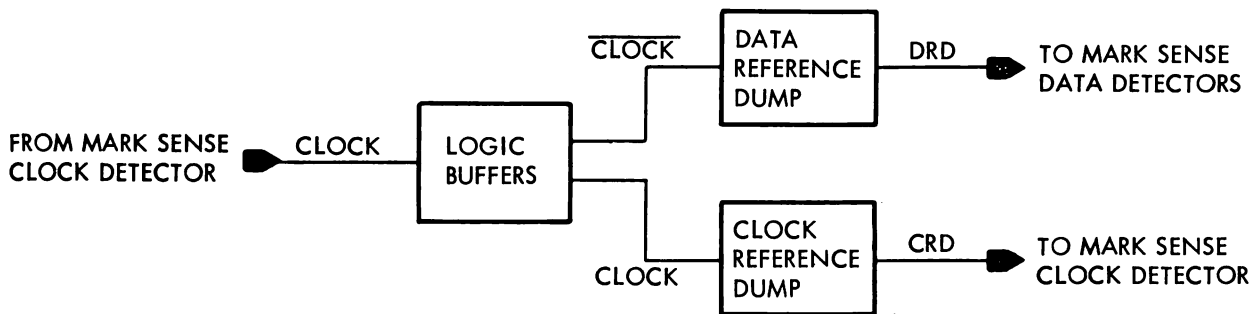 FROM MARK SENSE
CLOCK DETECTOR
CLOCK
LOGIC
BUFFERS
CLOCK
DATA
REFERENCE
DUMP
DRD
TO MARK SENSE
DATA DETECTORS
CLOCK
CLOCK
REFERENCE
DUMP
CRD
TO MARK SENSE
CLOCK DETECTOR